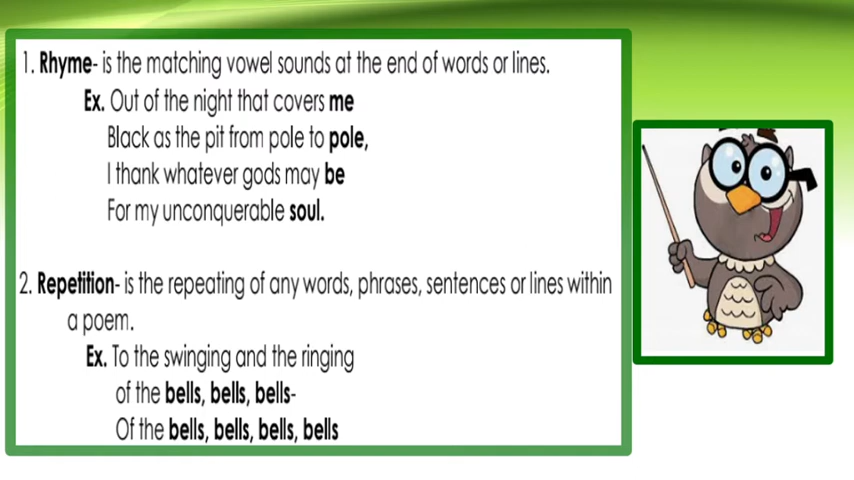 1. Rhyme- is the matching vowel sounds at the end of words or lines.
Ex. Out of the night that covers me
Black as the pit from pole to pole,
I thank whatever gods may be
For my unconquerable soul.
2. Repetition- is the repeating of any words, phrases, sentences or lines within
a poem.
Ex. To the swinging and the ringing
of the bells, bells, bells-
Of the bells, bells, bells, bells